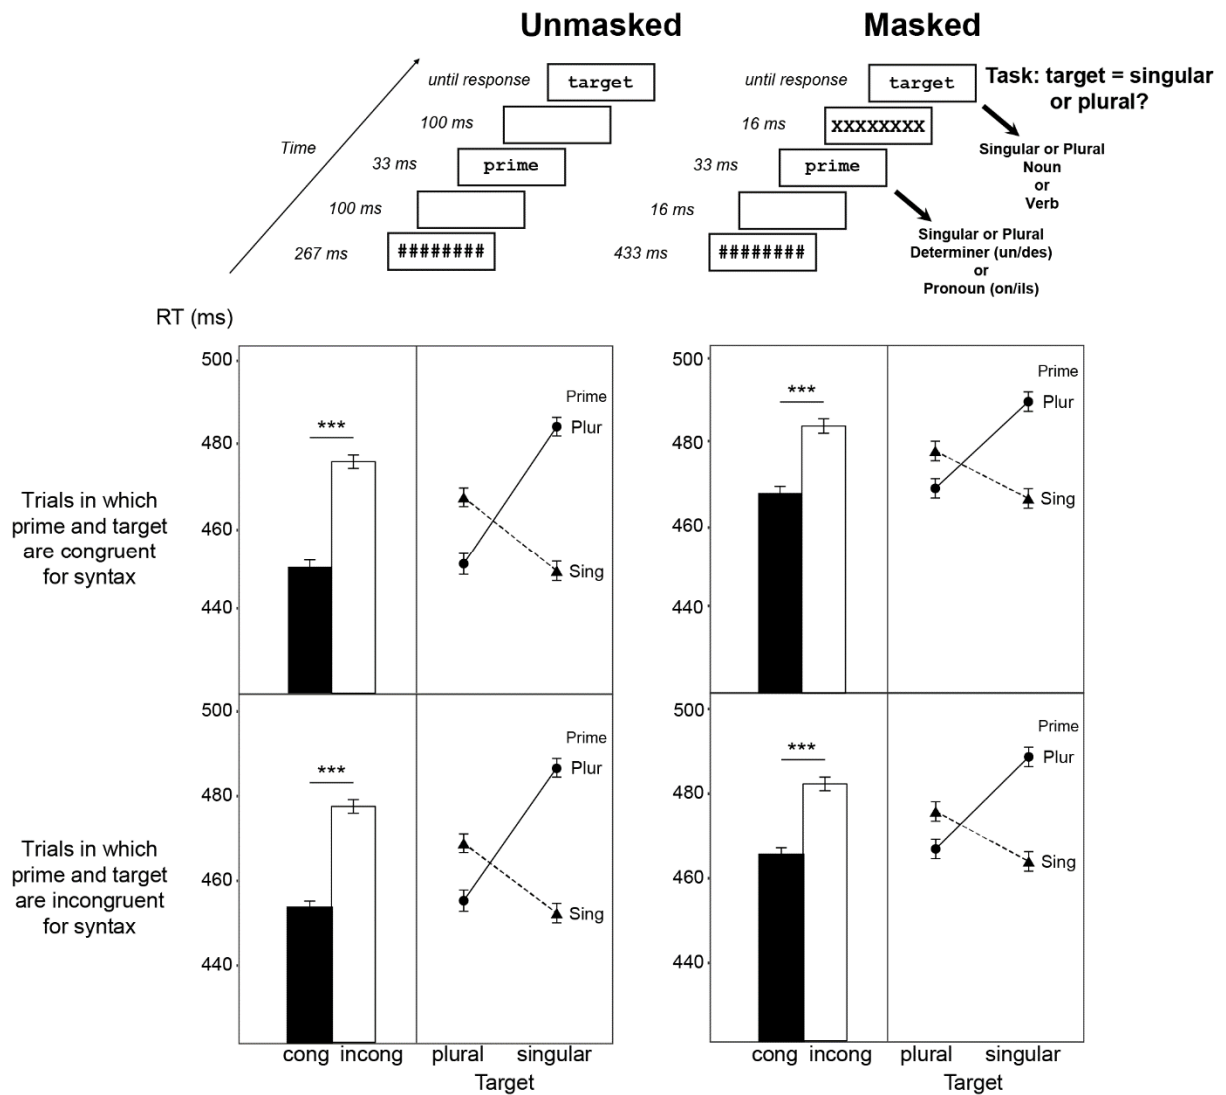 Unmasked
Masked
until response
target
100 ms
Time
33 ms
prime
100 ms
267 ms
########
until response
target
16 ms
XXXXXXXX
33 ms
prime
16 ms
433 ms
########
Task: target = singular
or plural?
Singular or Plural
Noun
or
Verb
Singular or Plural
Determiner (un/des)
or
Pronoun (on/ils)
RT (ms)
Trials in which
prime and target
are congruent
for syntax
500
480
460
440
***
Prime
Plur
Sing
500
480
460
440
***
Prime
Plur
Sing
Trials in which
prime and target
are incongruent
for syntax
500
480
460
440
***
Prime
Plur
Sing
500
480
460
440
***
Prime
Plur
Sing
cong incong plural singular
Target
cong incong plural singular
Target